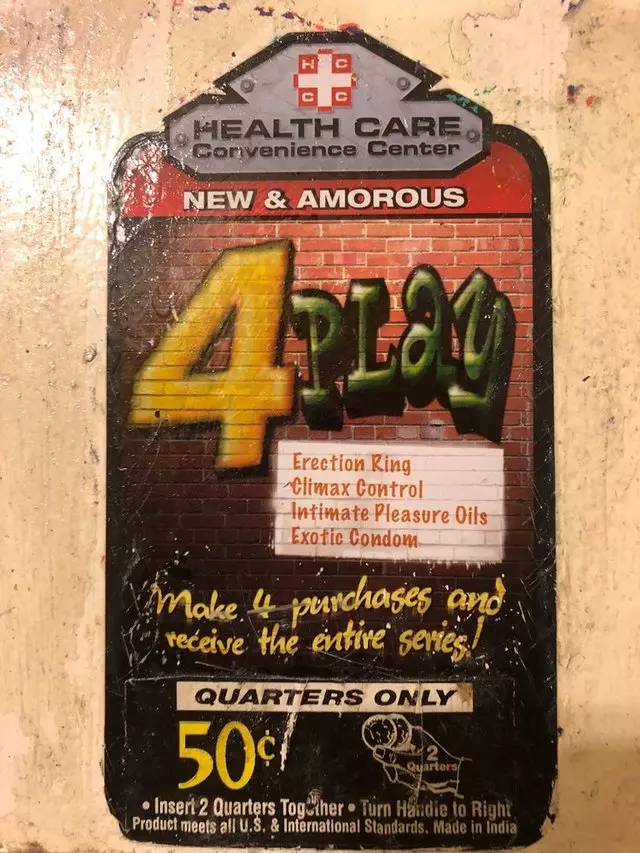 H C
C C
HEALTH CARE
Convenience Center
NEW & AMOROUS
4PLay
Erection Ring
Climax Control
Intimate Pleasure Oils
Exotic Condom
Make 4 purchases and
receive the entire series!
QUARTERS ONLY
50¢
2
Quarters
• Insert 2 Quarters Together • Turn Handle to Right
Product meets all U.S. & International Standards. Made in India